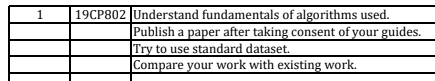 1 19CP802 Understand fundamentals of algorithms used.
Publish a paper after taking consent of your guides.
Try to use standard dataset.
Compare your work with existing work.